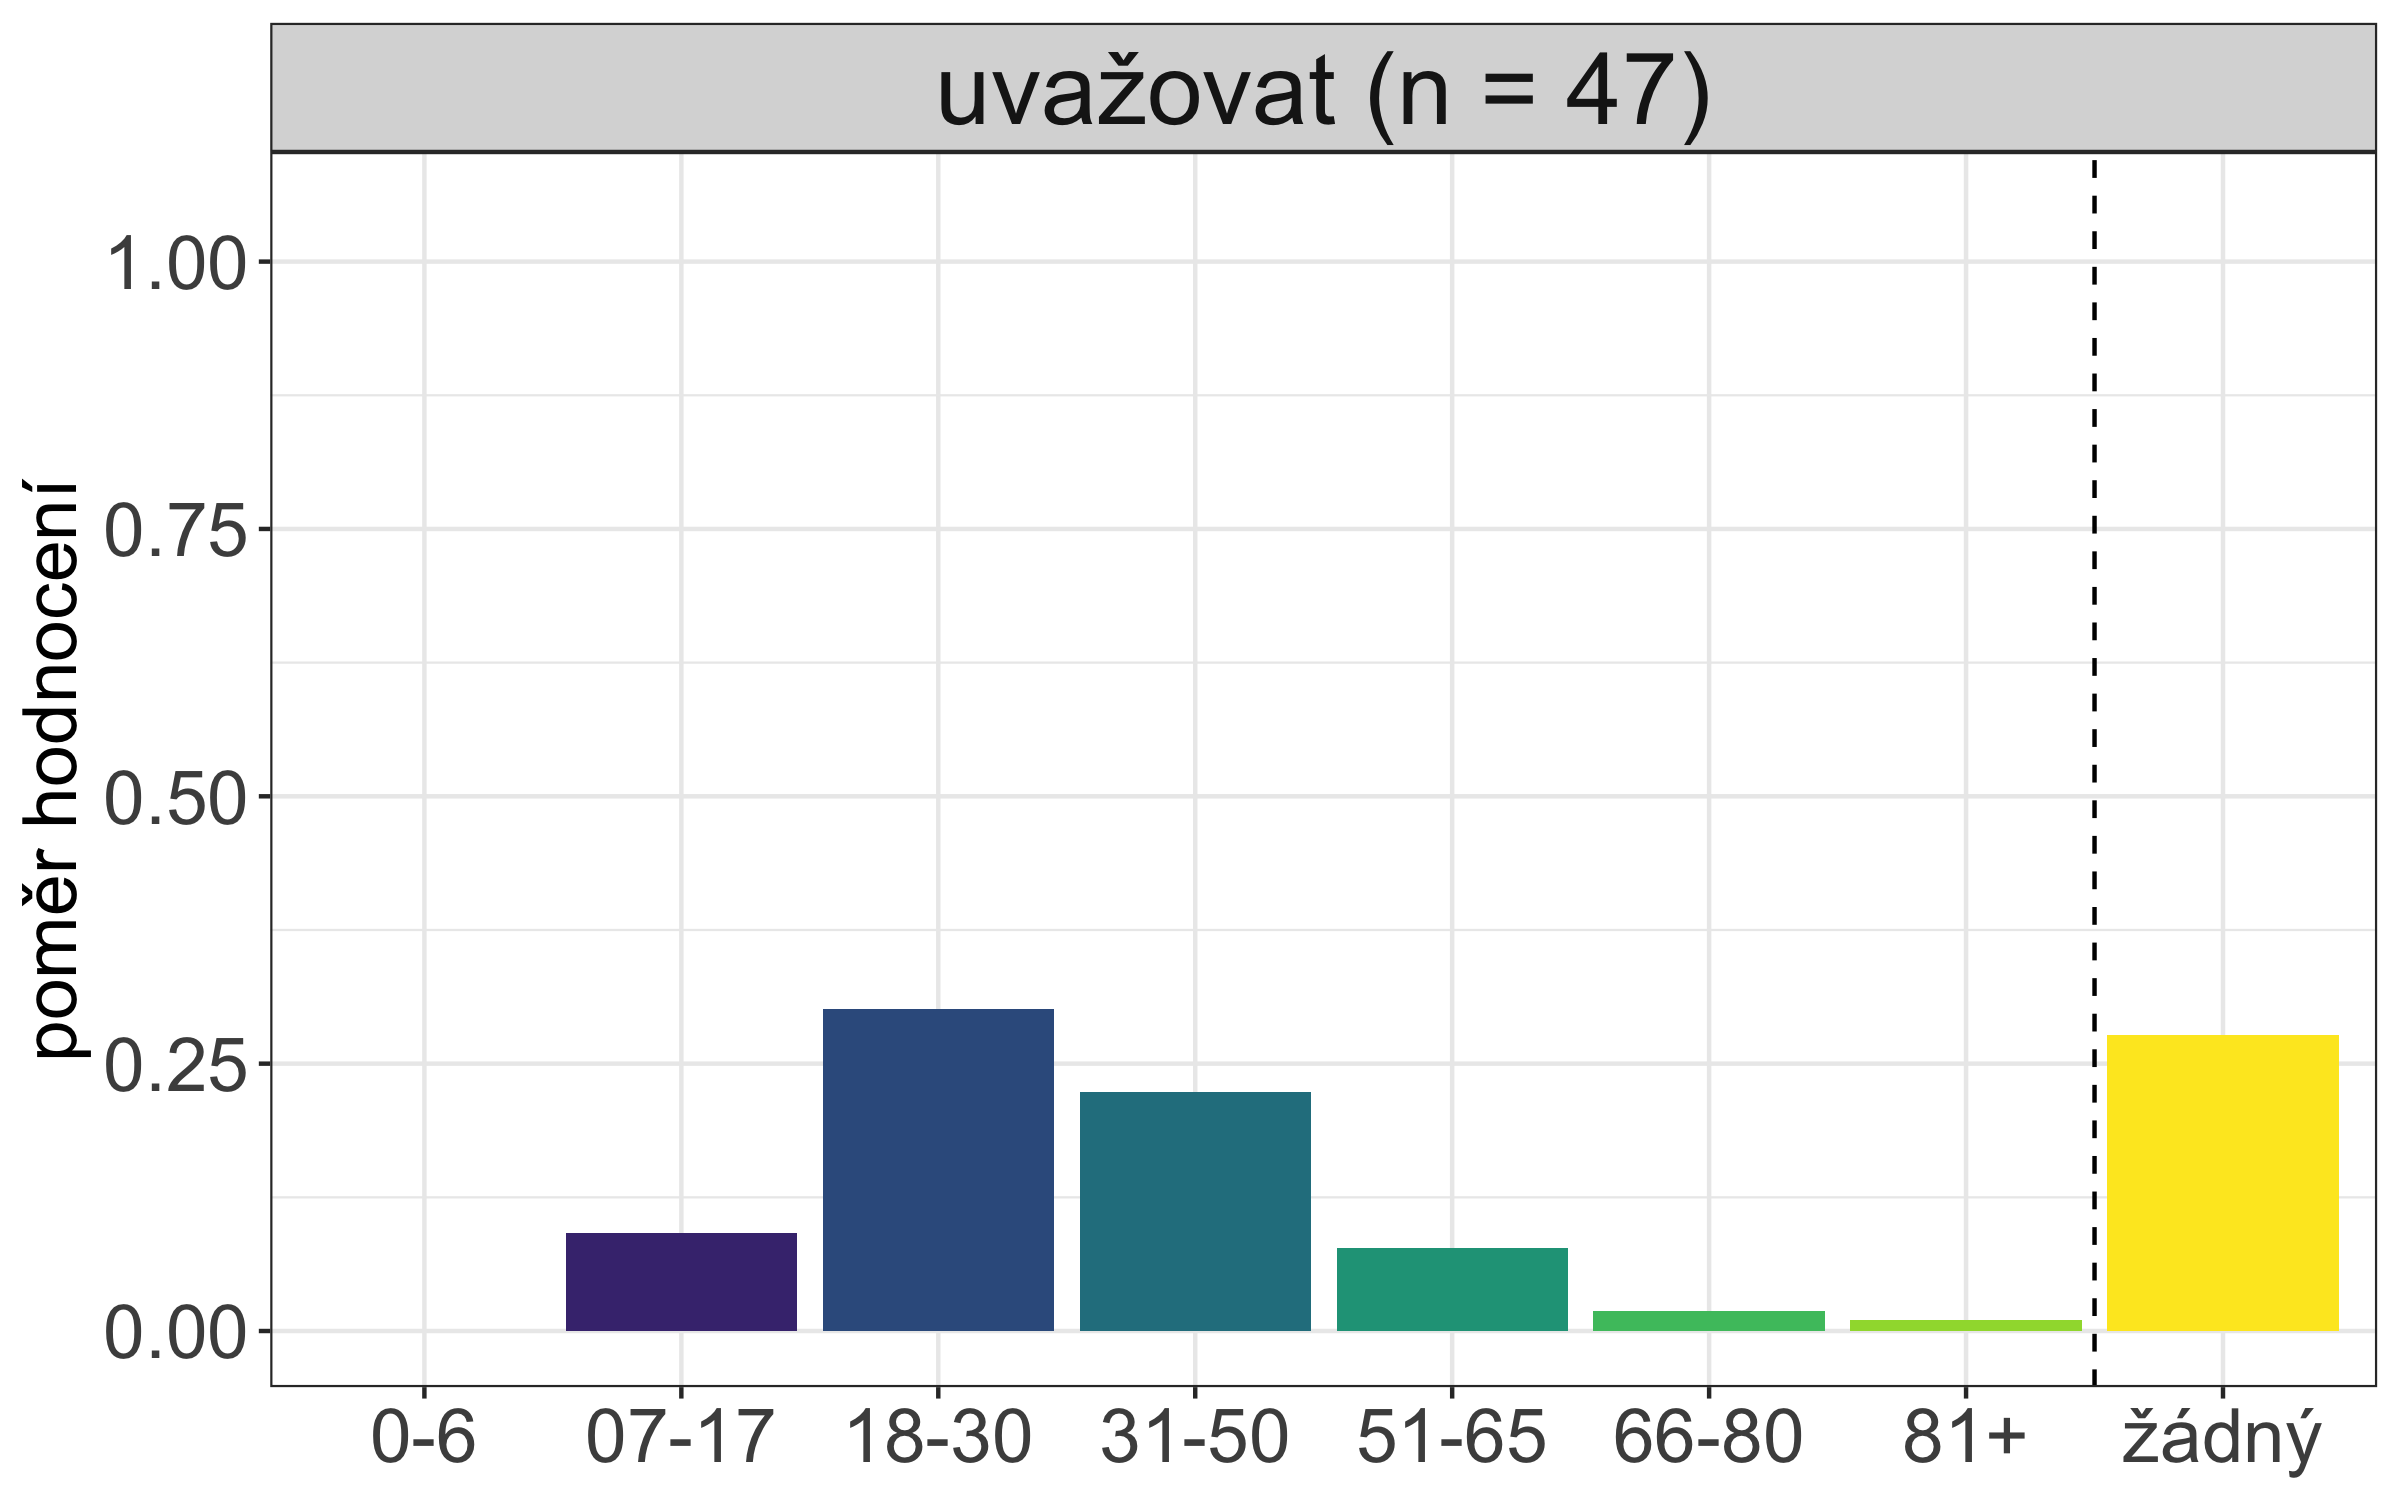 uvažovat (n = 47)
poměr hodnocení
1.00
0.75
0.50
0.25
0.00
0-6 07-17 18-30 31-50 51-65 66-80 81+ žádný